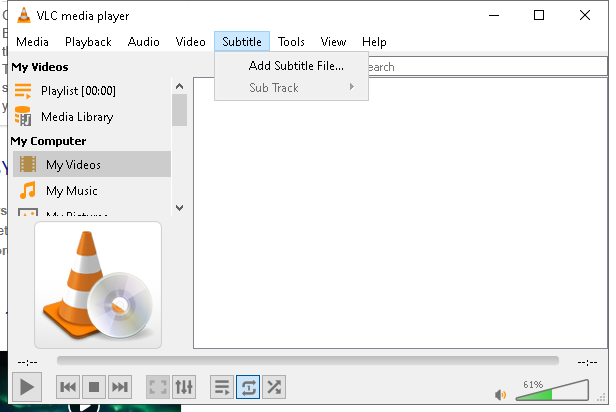 VLC media player
Media Playback Audio Video Subtitle Tools View Help
Add Subtitle File...
Sub Track
earch
My Videos
Playlist [00:00]
Media Library
My Computer
My Videos
My Music
My Pictures
--:--
--:--
61%